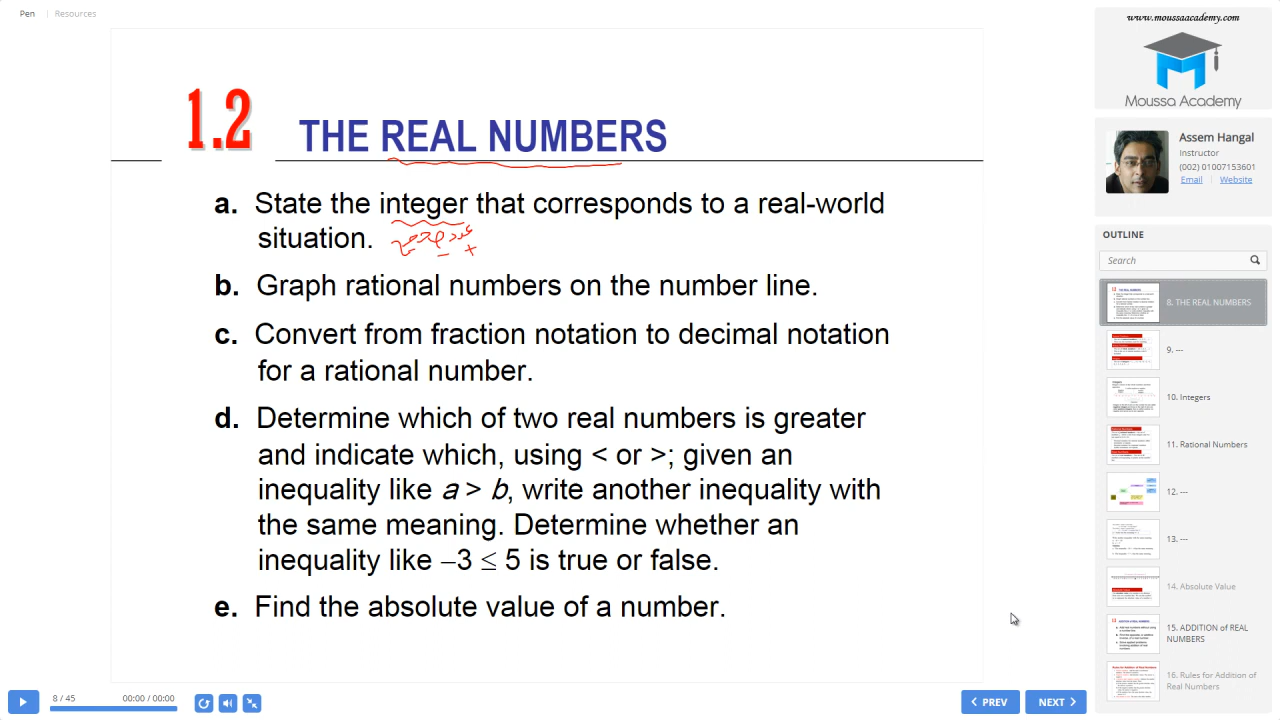 Pen
Resources
www.moussaacademy.com
Moussa Academy
1.2
THE REAL NUMBERS
a. State the integer that corresponds to a real-world
situation.
عدد صحيح
− +
b. Graph rational numbers on the number line.
c. Convert from fraction notation to decimal notation
for a rational number.
d. Determine which of two real numbers is greater
and indicate which, using < or >; given an
inequality like a > b, write another inequality with
the same meaning. Determine whether an
inequality like −3 ≤ 5 is true or false.
e. Find the absolute value of a number.
Assem Hangal
Instructor
(002) 01007153601
Email
Website
OUTLINE
Search
8. THE REAL NUMBERS
9. ---
10. Integers
11. Rational Numbers
12. ---
13. ---
14. Absolute Value
15. ADDITION of REAL
NUMBERS
16. Rules for Addition of
Real Numbers
8 / 45
00:00 / 00:00
PREV
NEXT